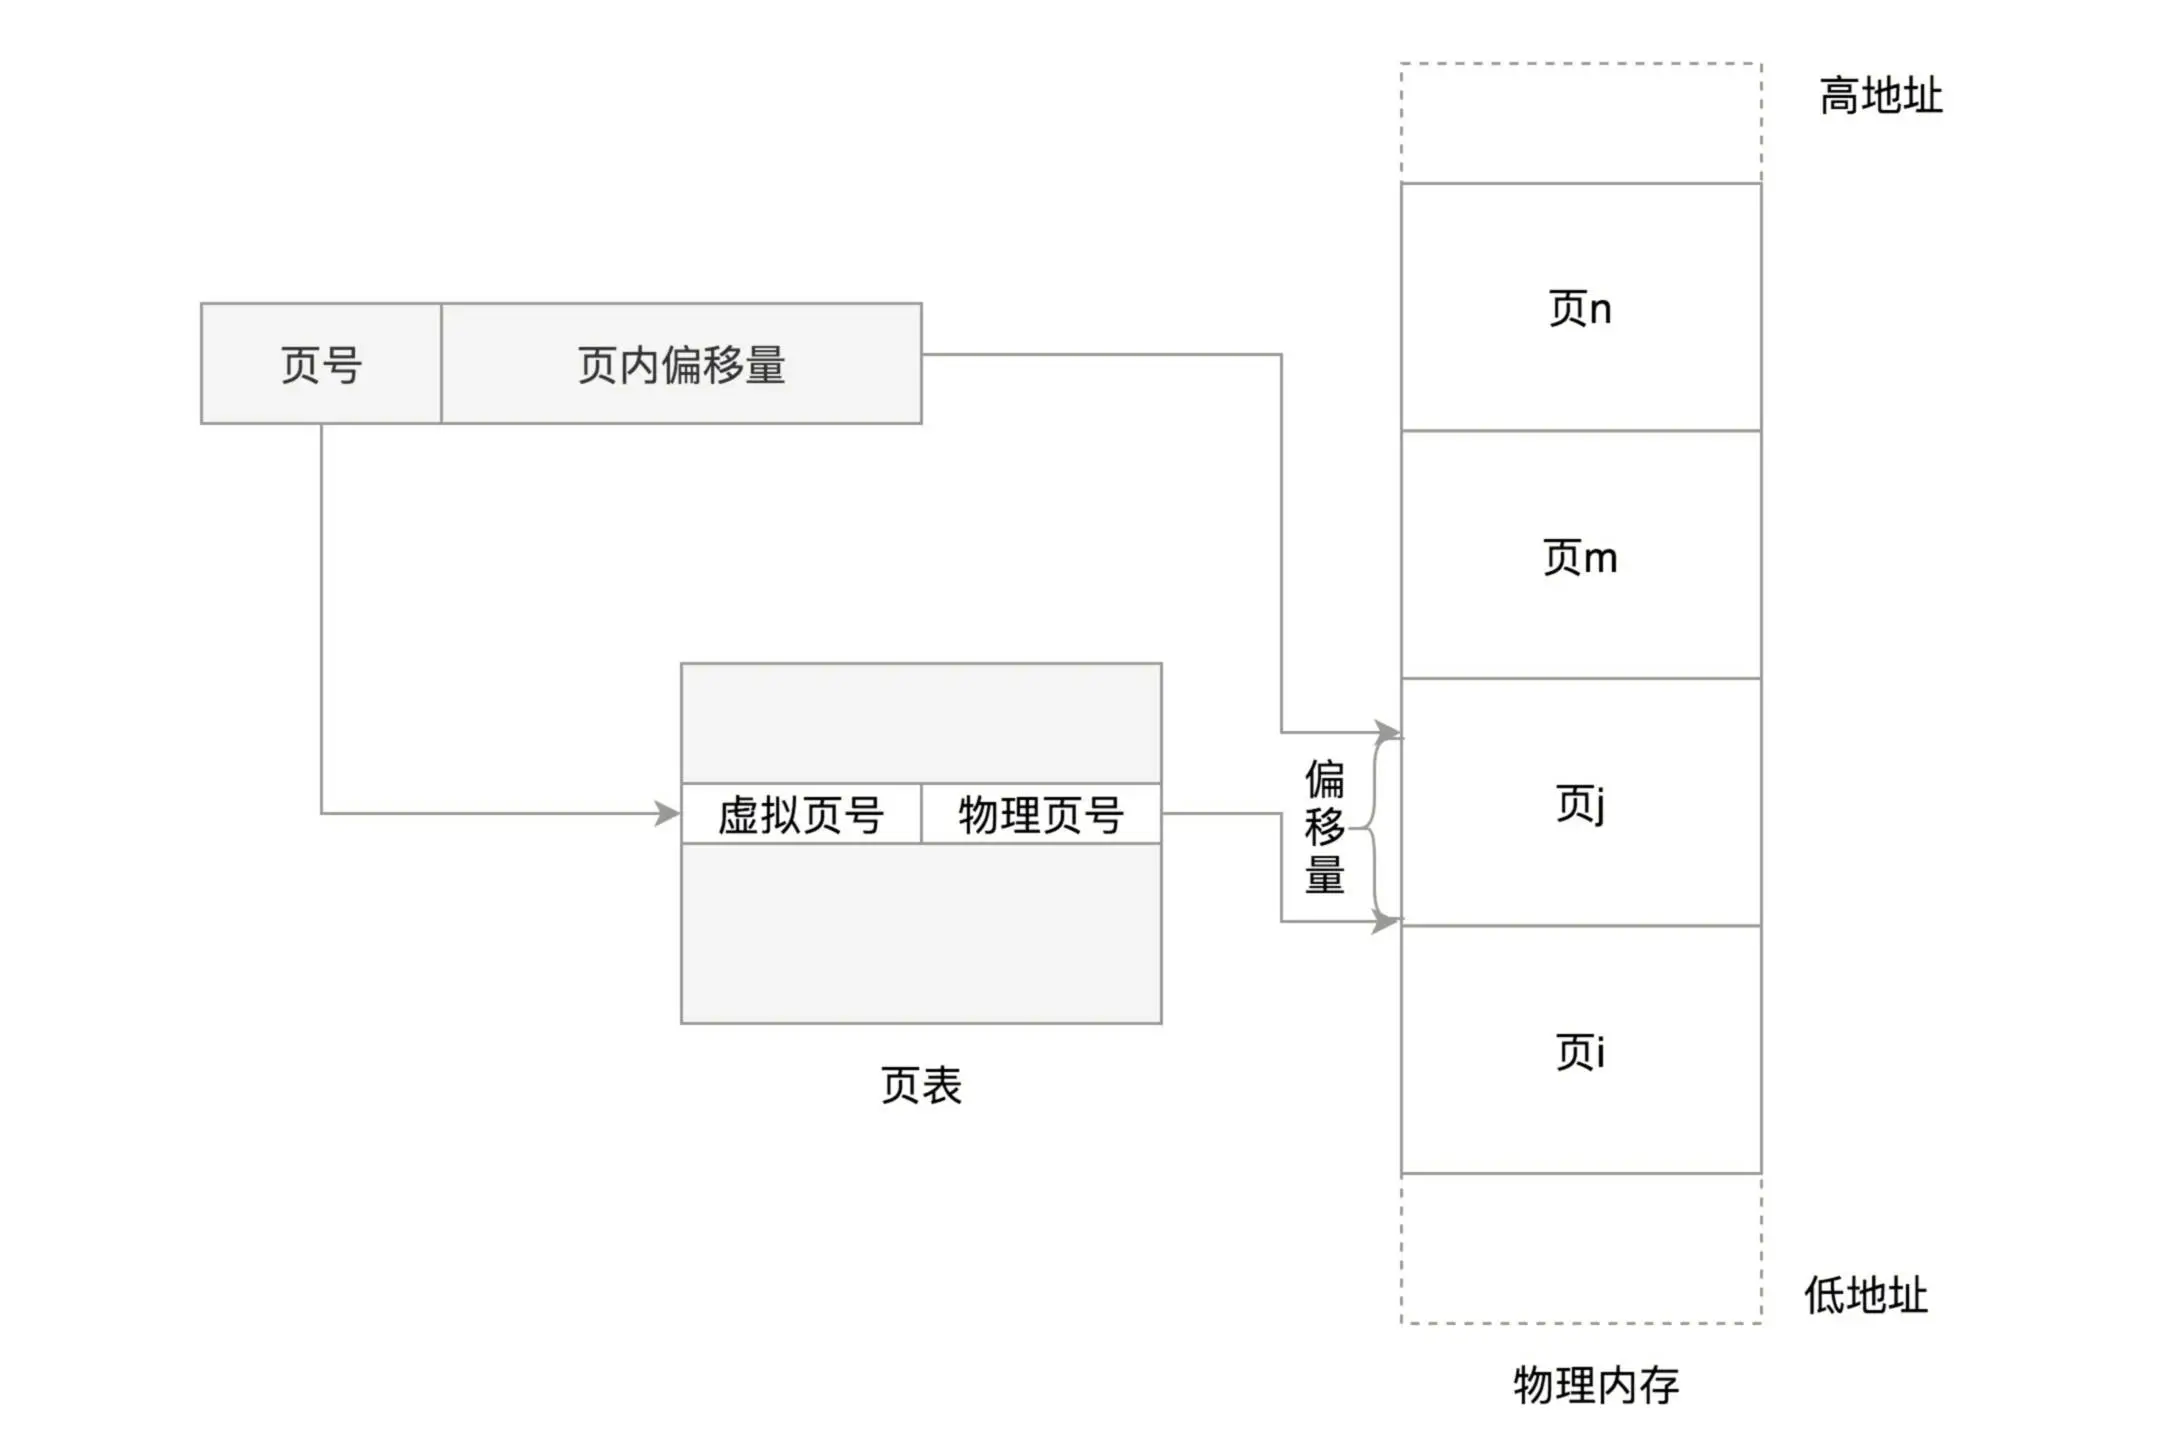 高地址
页n
页号 页内偏移量
页m
虚拟页号 物理页号
偏移量
页j
页i
页表
低地址
物理内存